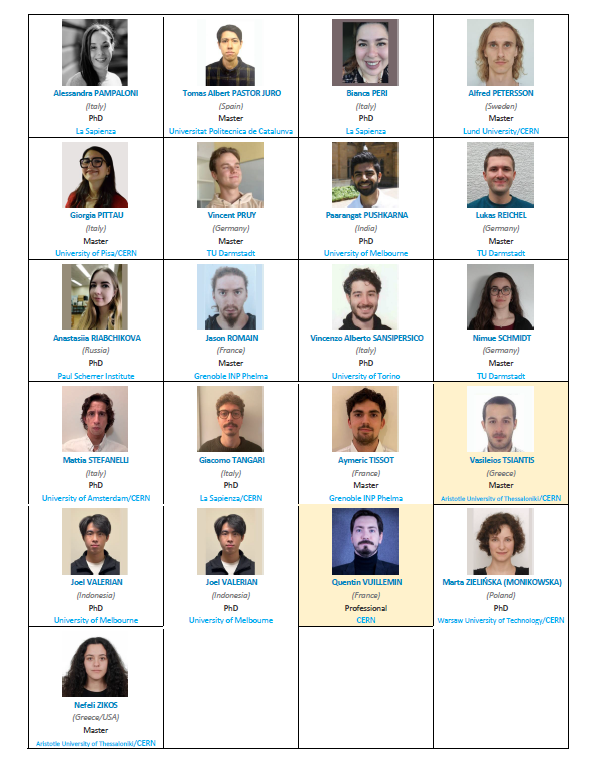 Alessandra PAMPALONI
(Italy)
PhD
La Sapienza
Tomas Albert PASTOR JURO
(Spain)
Master
Universitat Politecnica de Catalunva
Bianca PERI
(Italy)
PhD
La Sapienza
Alfred PETERSSON
(Sweden)
Master
Lund University/CERN
Giorgia PITTAU
(Italy)
Master
University of Pisa/CERN
Vincent PRUY
(Germany)
Master
TU Darmstadt
Paarangat PUSHKARNA
(India)
PhD
University of Melbourne
Lukas REICHEL
(Germany)
Master
TU Darmstadt
Anastasiia RIABCHIKOVA
(Russia)
PhD
Paul Scherrer Institute
Jason ROMAIN
(France)
Master
Grenoble INP Phelma
Vincenzo Alberto SANSIPERSICO
(Italy)
PhD
University of Torino
Nimue SCHMIDT
(Germany)
Master
TU Darmstadt
Mattia STEFANELLI
(Italy)
PhD
University of Amsterdam/CERN
Giacomo TANGARI
(Italy)
PhD
La Sapienza/CERN
Aymeric TISSOT
(France)
Master
Grenoble INP Phelma
Vasileios TSIANTIS
(Greece)
Master
Aristotle University of Thessaloniki/CERN
Joel VALERIAN
(Indonesia)
PhD
University of Melbourne
Joel VALERIAN
(Indonesia)
PhD
University of Melbourne
Quentin VUILLEMIN
(France)
Professional
CERN
Marta ZIELIŃSKA (MONIKOWSKA)
(Poland)
PhD
Warsaw University of Technology/CERN
Nefeli ZIKOS
(Greece/USA)
Master
Aristotle University of Thessaloniki/CERN